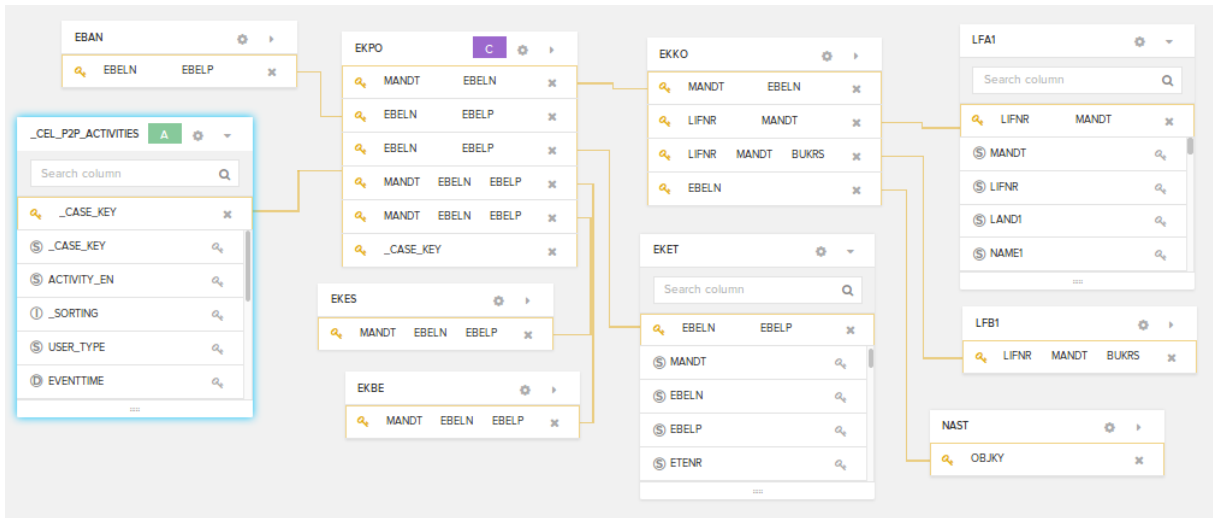 EBAN
EBELN EBELP
_CEL_P2P_ACTIVITIES A
Search column
_CASE_KEY
S _CASE_KEY
S ACTIVITY_EN
I _SORTING
S USER_TYPE
D EVENTTIME
EKPO C
MANDT EBELN
EBELN EBELP
EBELN EBELP
MANDT EBELN EBELP
MANDT EBELN EBELP
_CASE_KEY
EKES
MANDT EBELN EBELP
EKBE
MANDT EBELN EBELP
EKKO
MANDT EBELN
LIFNR MANDT
LIFNR MANDT BUKRS
EBELN
EKET
Search column
EBELN EBELP
S MANDT
S EBELN
S EBELP
S ETENR
LFA1
Search column
LIFNR MANDT
S MANDT
S LIFNR
S LAND1
S NAME1
LFB1
LIFNR MANDT BUKRS
NAST
OBJKY